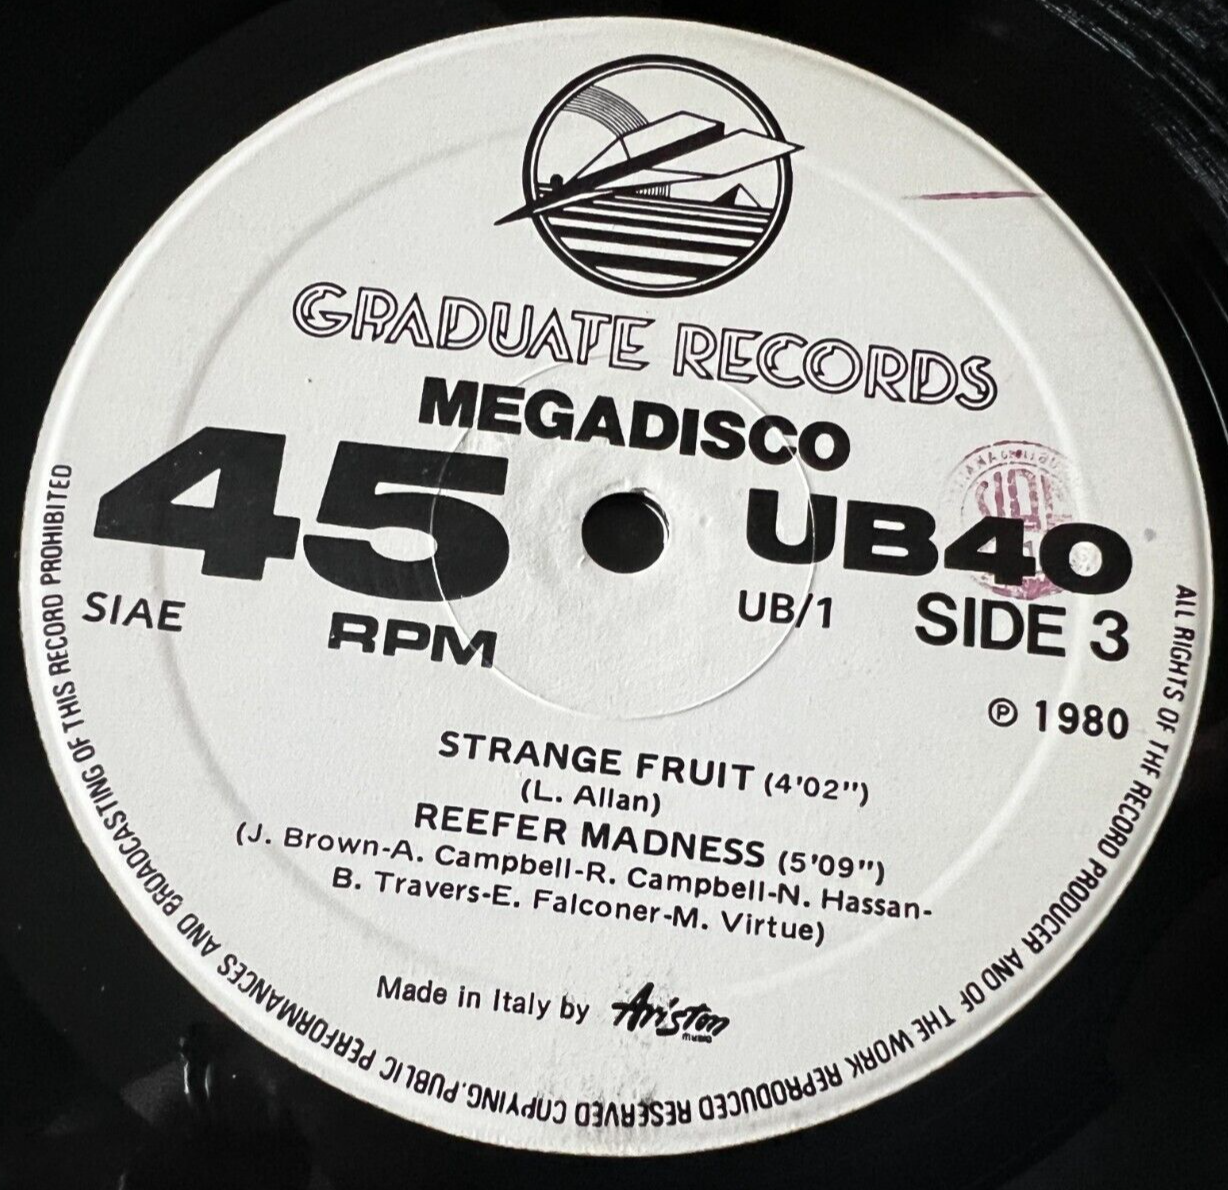 GRADUATE RECORDS
MEGADISCO
45
RPM
SIAE
UB40
UB/1
SIDE 3
℗ 1980
SIAE
STRANGE FRUIT (4'02'')
(L. Allan)
REEFER MADNESS (5'09'')
(J. Brown-A. Campbell-R. Campbell-N. Hassan-
B. Travers-E. Falconer-M. Virtue)
Made in Italy by Ariston
music
ALL RIGHTS OF THE RECORD PRODUCER AND OF THE WORK REPRODUCED RESERVED COPYING, PUBLIC PERFORMANCES AND BROADCASTING OF THIS RECORD PROHIBITED